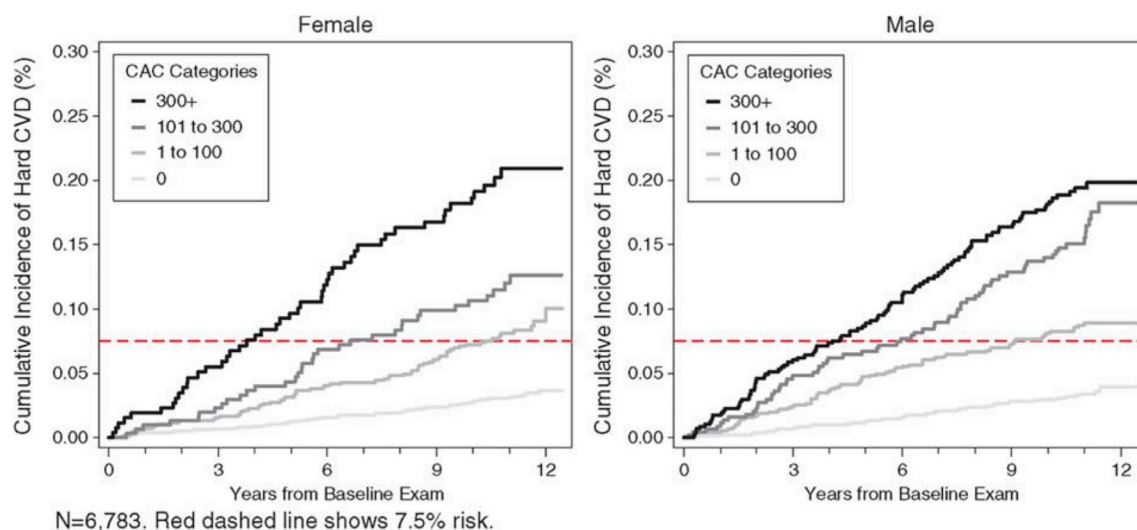 Female
Cumulative Incidence of Hard CVD (%)
0.30
0.25
0.20
0.15
0.10
0.05
0.00
CAC Categories
300+
101 to 300
1 to 100
0
0 3 6 9 12
Years from Baseline Exam
Male
Cumulative Incidence of Hard CVD (%)
0.30
0.25
0.20
0.15
0.10
0.05
0.00
CAC Categories
300+
101 to 300
1 to 100
0
0 3 6 9 12
Years from Baseline Exam
N=6,783. Red dashed line shows 7.5% risk.